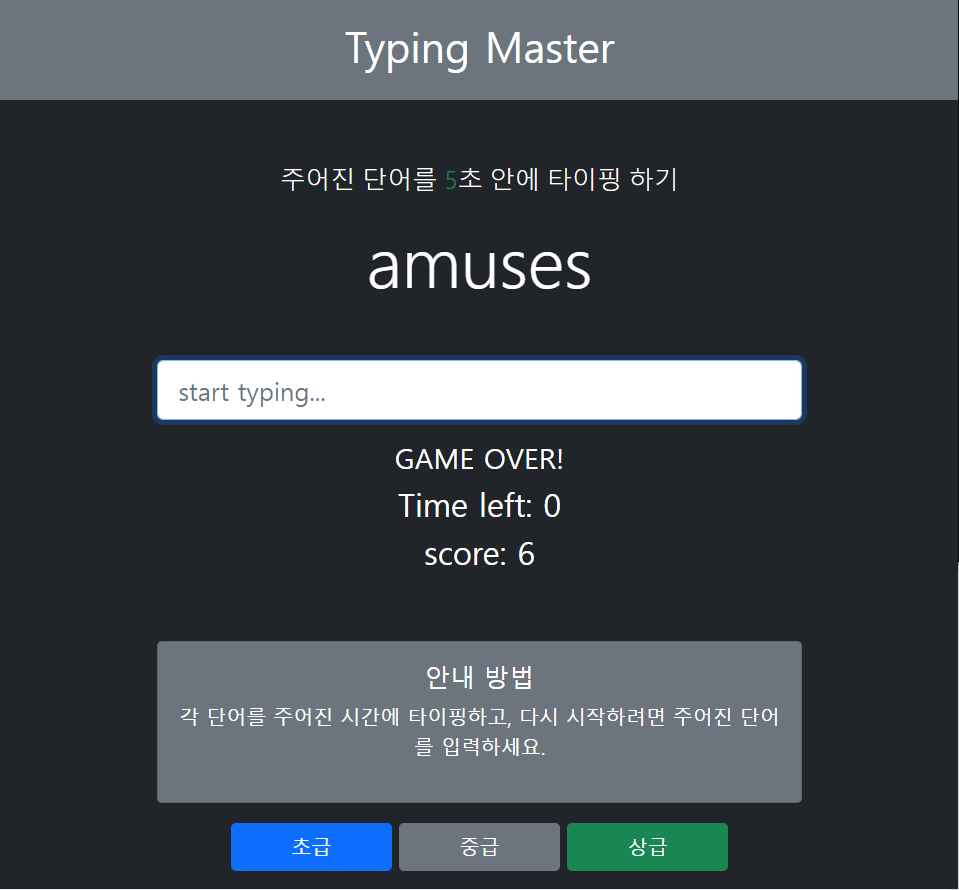 Typing Master
주어진 단어를 5초 안에 타이핑 하기
amuses
start typing...
GAME OVER!
Time left: 0
score: 6
안내 방법
각 단어를 주어진 시간에 타이핑하고, 다시 시작하려면 주어진 단어
를 입력하세요.
초급 중급 상급